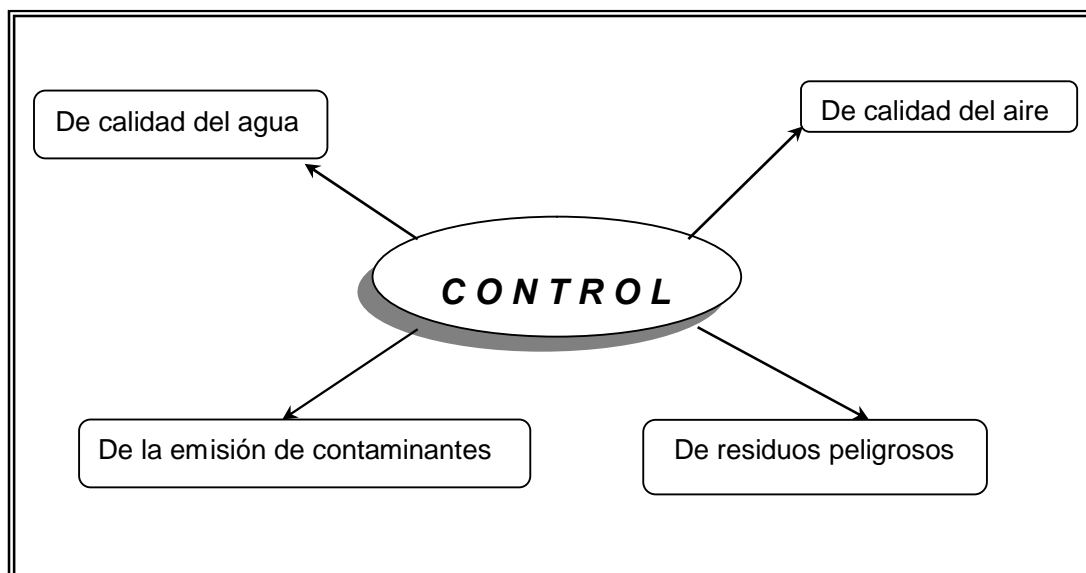 De calidad del agua
De calidad del aire
C O N T R O L
De la emisión de contaminantes
De residuos peligrosos